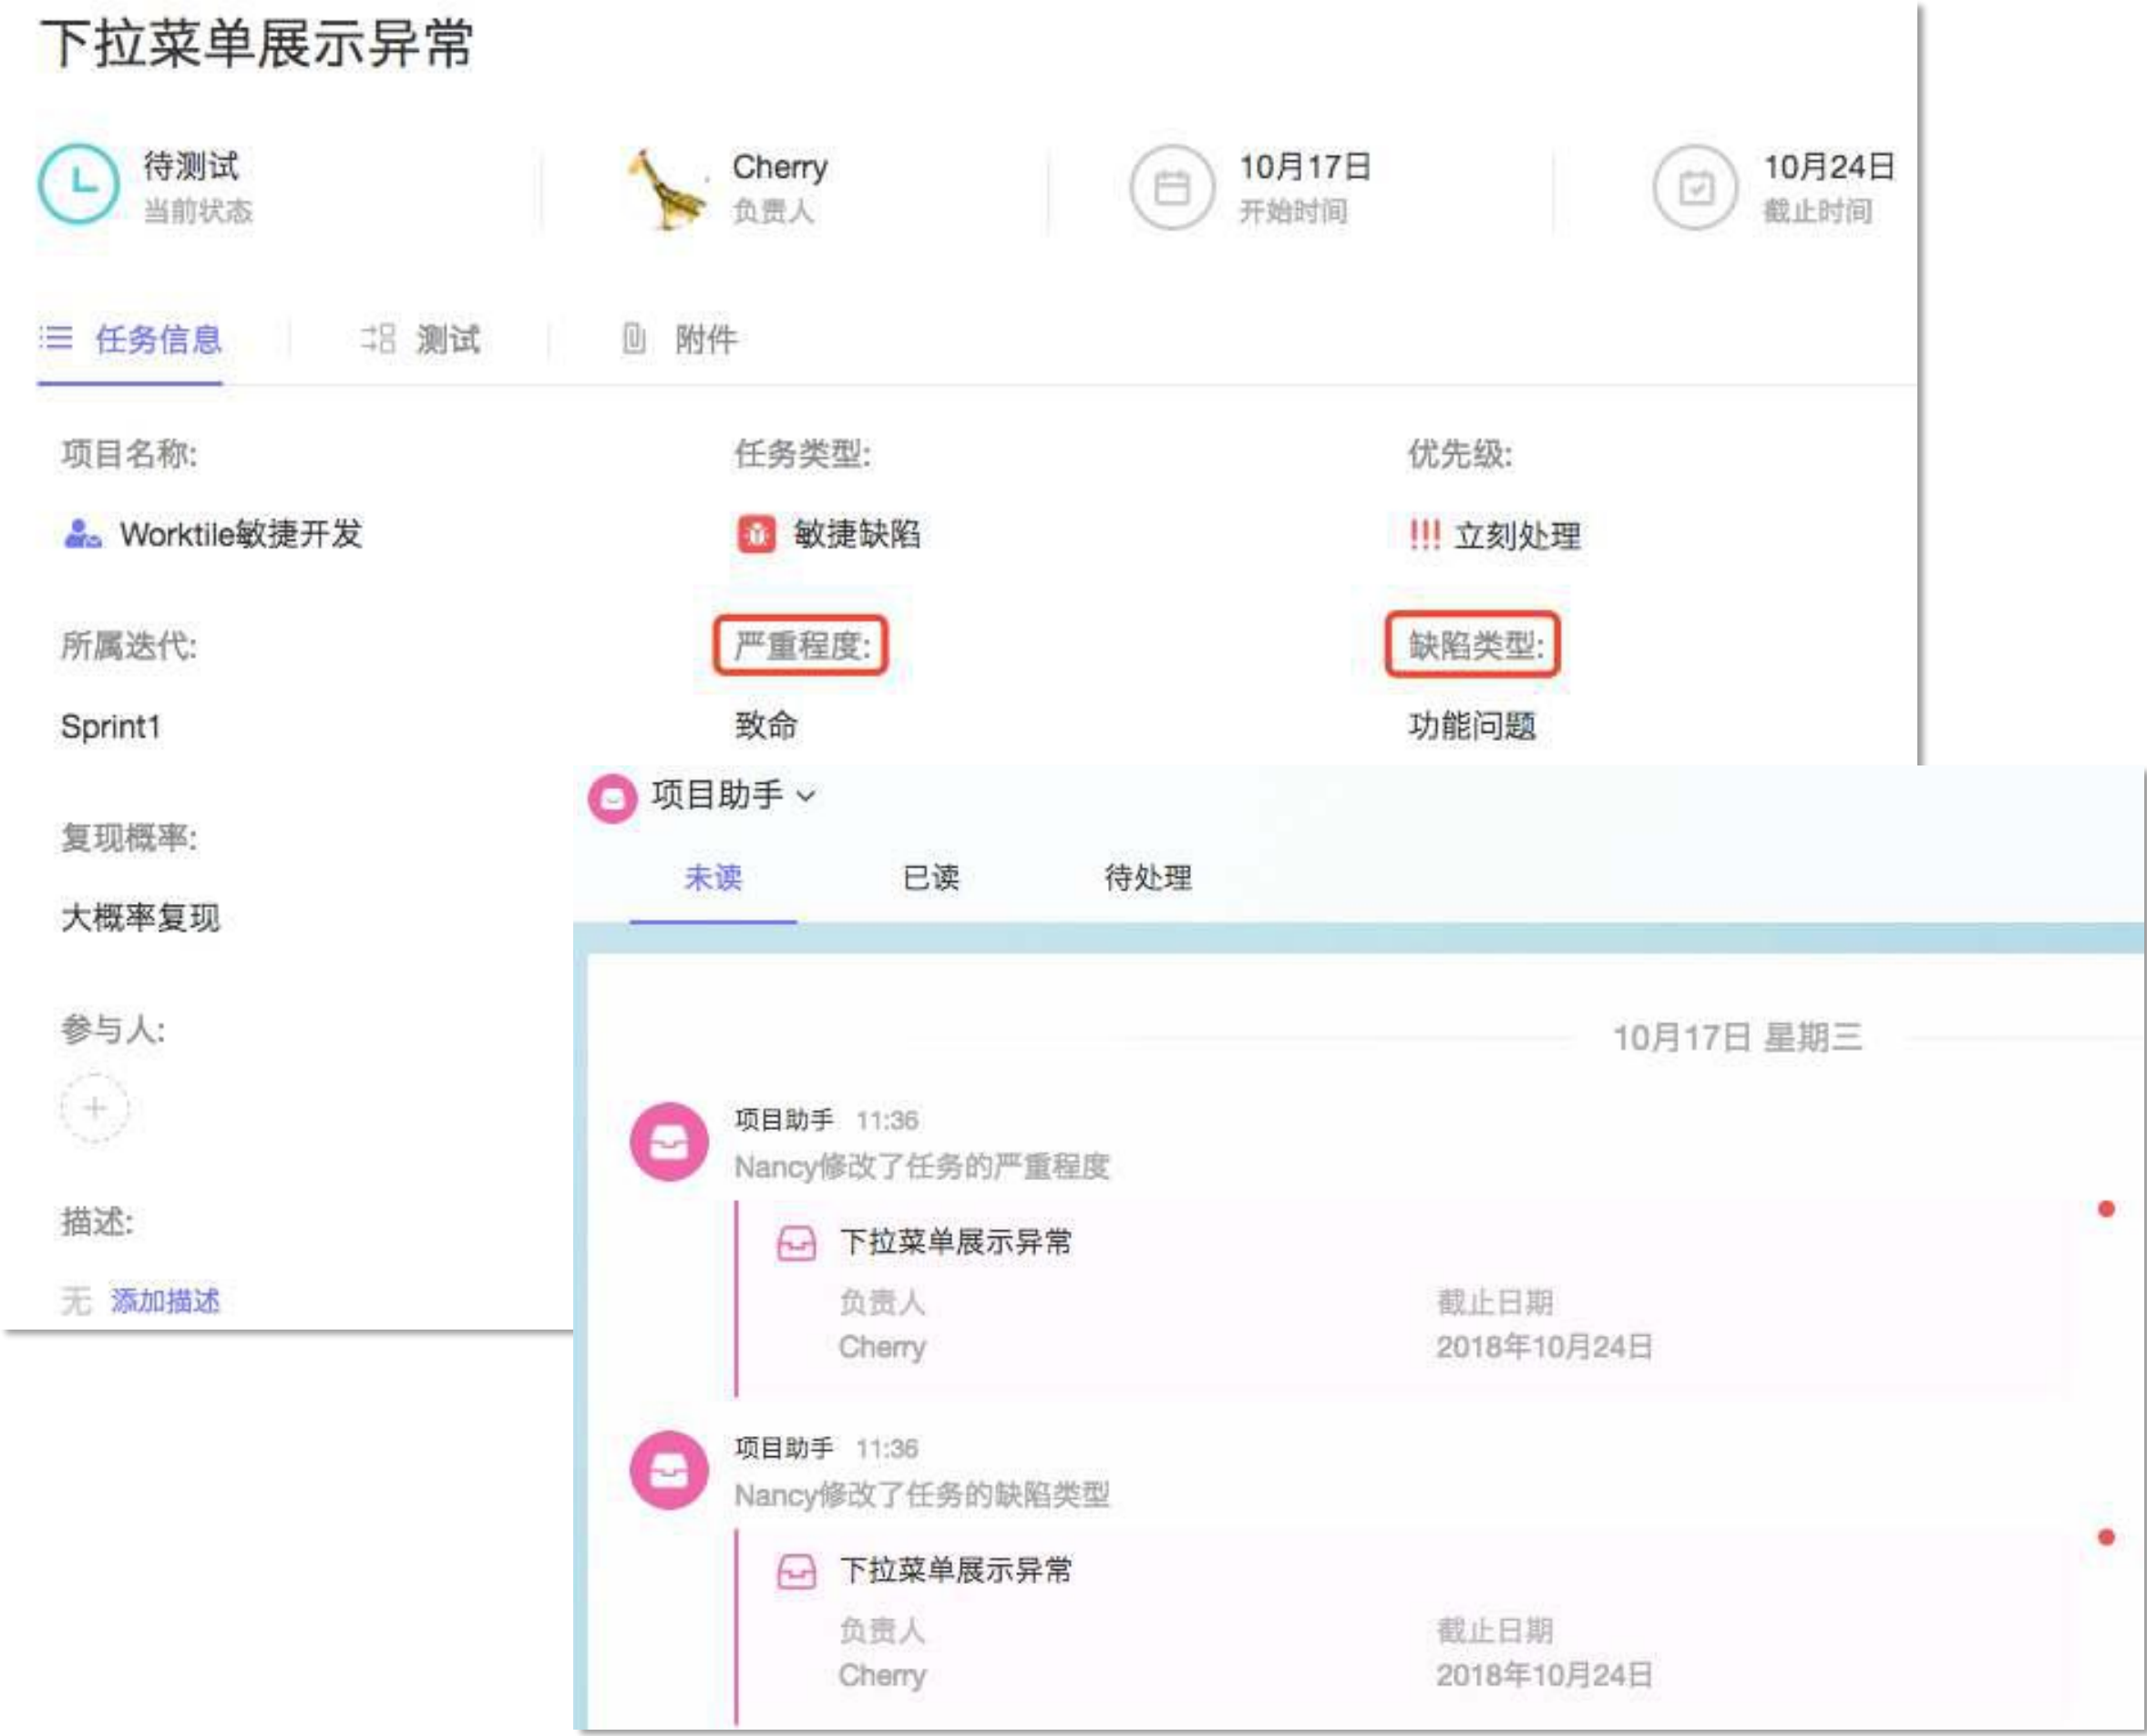 下拉菜单展示异常
待测试 Cherry 10月17日 10月24日
当前状态 负责人 开始时间 截止时间
任务信息 测试 附件
项目名称: 任务类型: 优先级:
Worktile敏捷开发 敏捷缺陷 !!! 立刻处理
所属迭代: 严重程度: 缺陷类型:
Sprint1 致命 功能问题
复现概率:
大概率复现
参与人:
描述:
无 添加描述
项目助手
未读 已读 待处理
10月17日 星期三
项目助手 11:36
Nancy修改了任务的严重程度
下拉菜单展示异常
负责人 截止日期
Cherry 2018年10月24日
项目助手 11:36
Nancy修改了任务的缺陷类型
下拉菜单展示异常
负责人 截止日期
Cherry 2018年10月24日